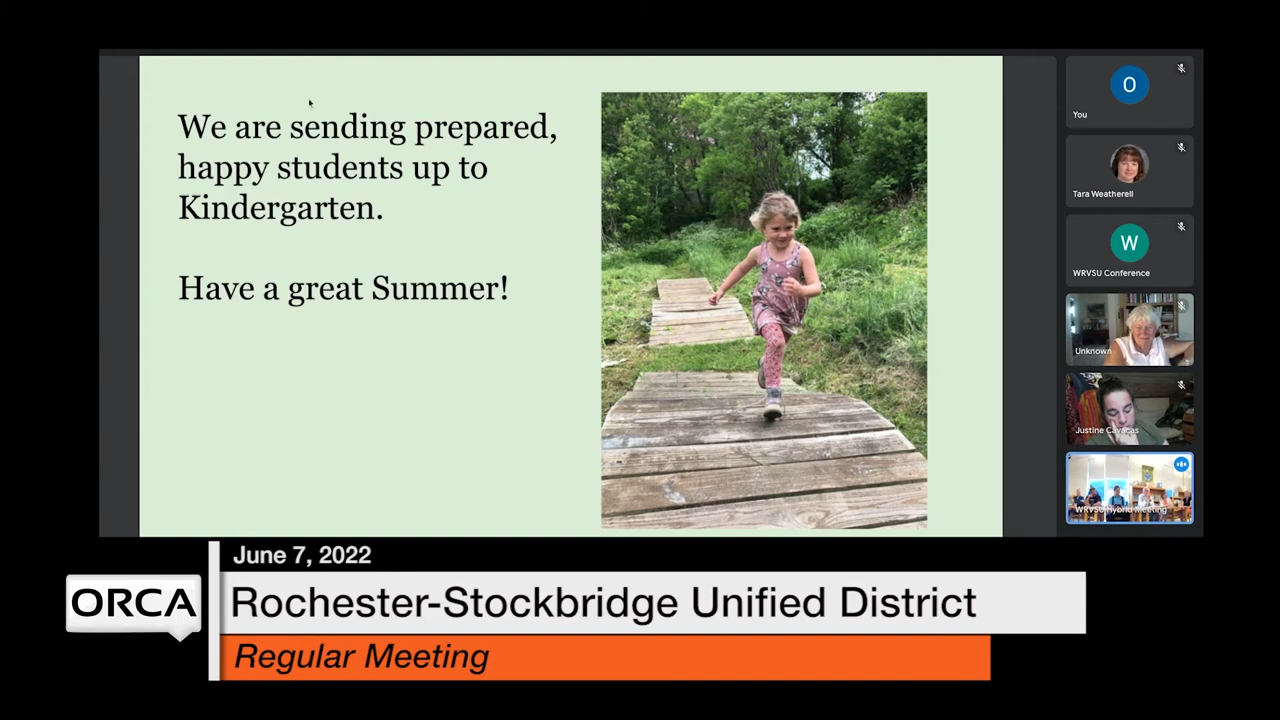 We are sending prepared,
happy students up to
Kindergarten.
Have a great Summer!
O
You
Tara Weatherell
W
WRVSU Conference
Unknown
Justine Cavacas
WRVSU Hybrid Meeting
June 7, 2022
ORCA
Rochester-Stockbridge Unified District
Regular Meeting